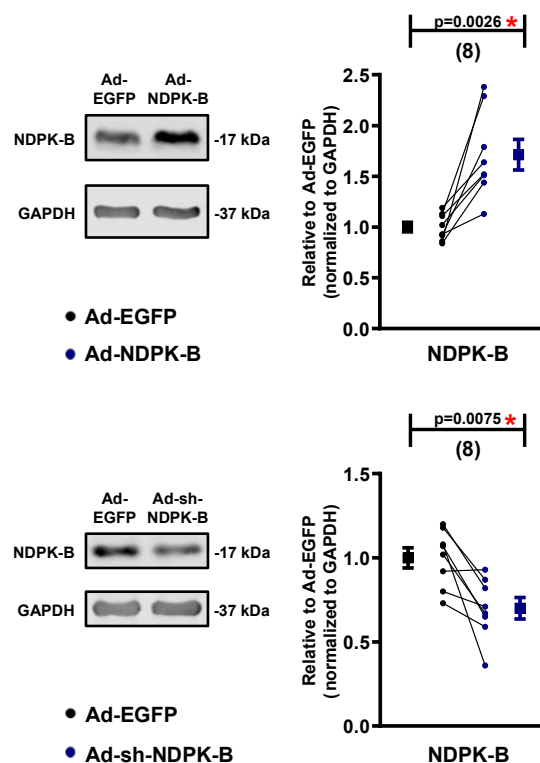 p=0.0026 *
(8)
Ad-
EGFP
Ad-
NDPK-B
NDPK-B
-17 kDa
GAPDH
-37 kDa
Ad-EGFP
Ad-NDPK-B
Relative to Ad-EGFP
(normalized to GAPDH)
2.5
2.0
1.5
1.0
0.5
0.0
NDPK-B
p=0.0075 *
(8)
Ad-
EGFP
Ad-sh-
NDPK-B
NDPK-B
-17 kDa
GAPDH
-37 kDa
Ad-EGFP
Ad-sh-NDPK-B
Relative to Ad-EGFP
(normalized to GAPDH)
1.5
1.0
0.5
0.0
NDPK-B